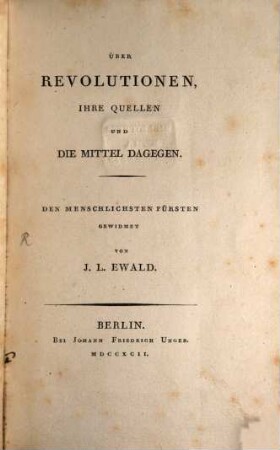 ÜBER
REVOLUTIONEN,
IHRE QUELLEN
UND
DIE MITTEL DAGEGEN.
DEN MENSCHLICHSTEN FÜRSTEN
GEWIDMET
VON
J. L. EWALD.
R
BERLIN.
BEI JOHANN FRIEDRICH UNGER.
MDCCXCII.